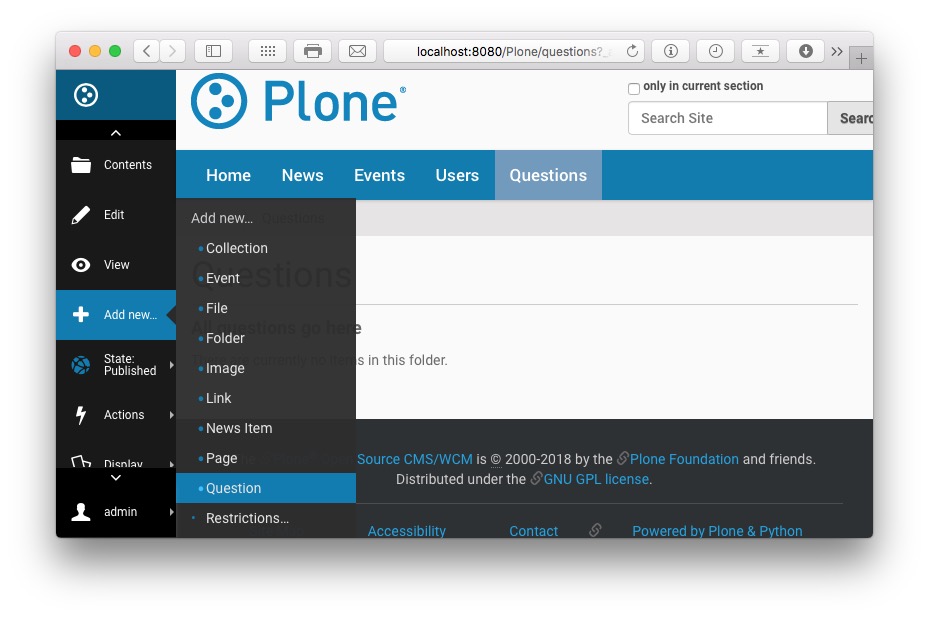 localhost:8080/Plone/questions?_
Plone®
only in current section
Search Site
Searc
Home
News
Events
Users
Questions
Contents
Edit
View
Add new...
State:
Published
Actions
Display
admin
Add new...
Questions
Collection
Event
File
Folder
Image
Link
News Item
Page
Question
Restrictions...
Questions
All questions go here
There are currently no items in this folder.
Source CMS/WCM is © 2000-2018 by the Plone Foundation and friends.
Distributed under the GNU GPL license.
Accessibility
Contact
Powered by Plone & Python